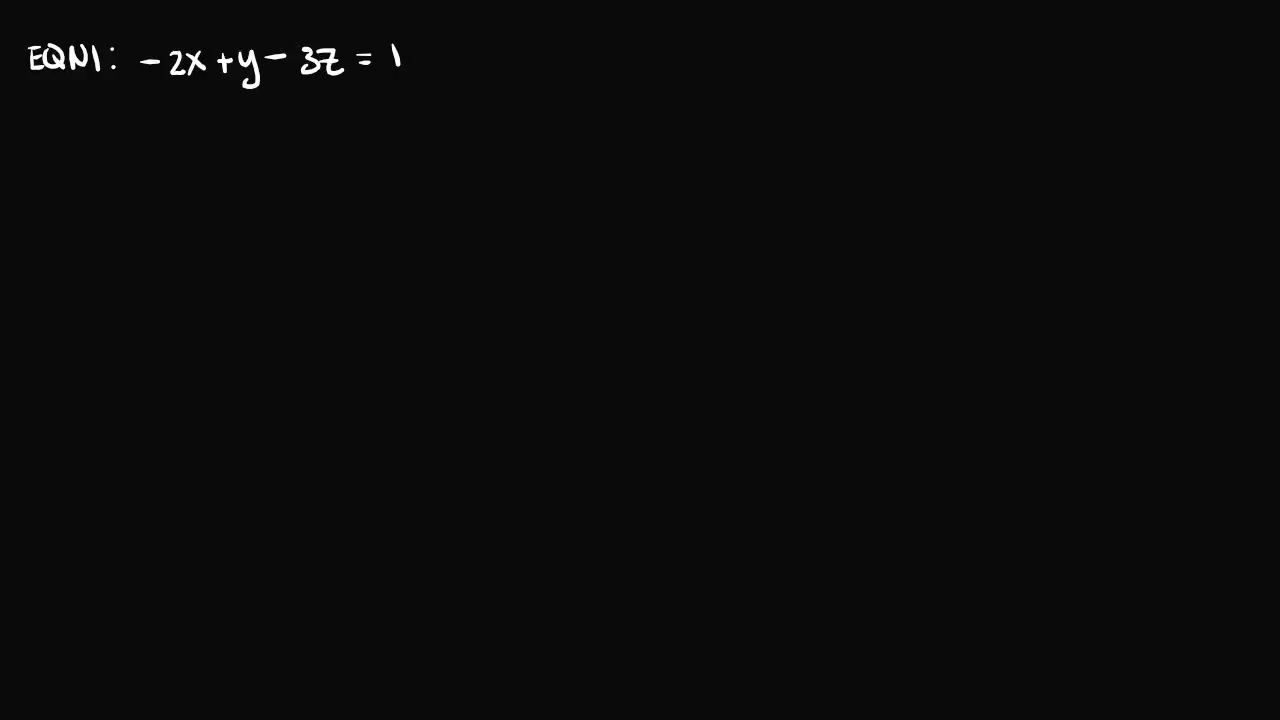 EQN1: -2x + y - 3z = 1